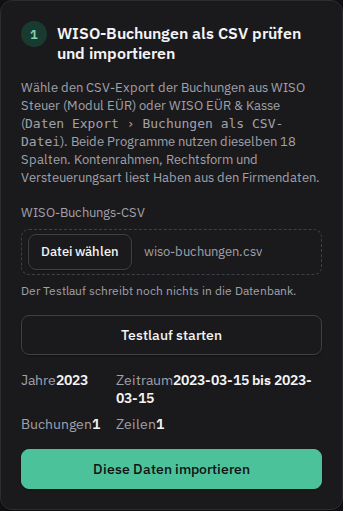 1 WISO-Buchungen als CSV prüfen
und importieren
Wähle den CSV-Export der Buchungen aus WISO
Steuer (Modul EÜR) oder WISO EÜR & Kasse
(Daten Export › Buchungen als CSV-
Datei). Beide Programme nutzen dieselben 18
Spalten. Kontenrahmen, Rechtsform und
Versteuerungsart liest Haben aus den Firmendaten.
WISO-Buchungs-CSV
Datei wählen wiso-buchungen.csv
Der Testlauf schreibt noch nichts in die Datenbank.
Testlauf starten
Jahre2023 Zeitraum2023-03-15 bis 2023-
03-15
Buchungen1 Zeilen1
Diese Daten importieren